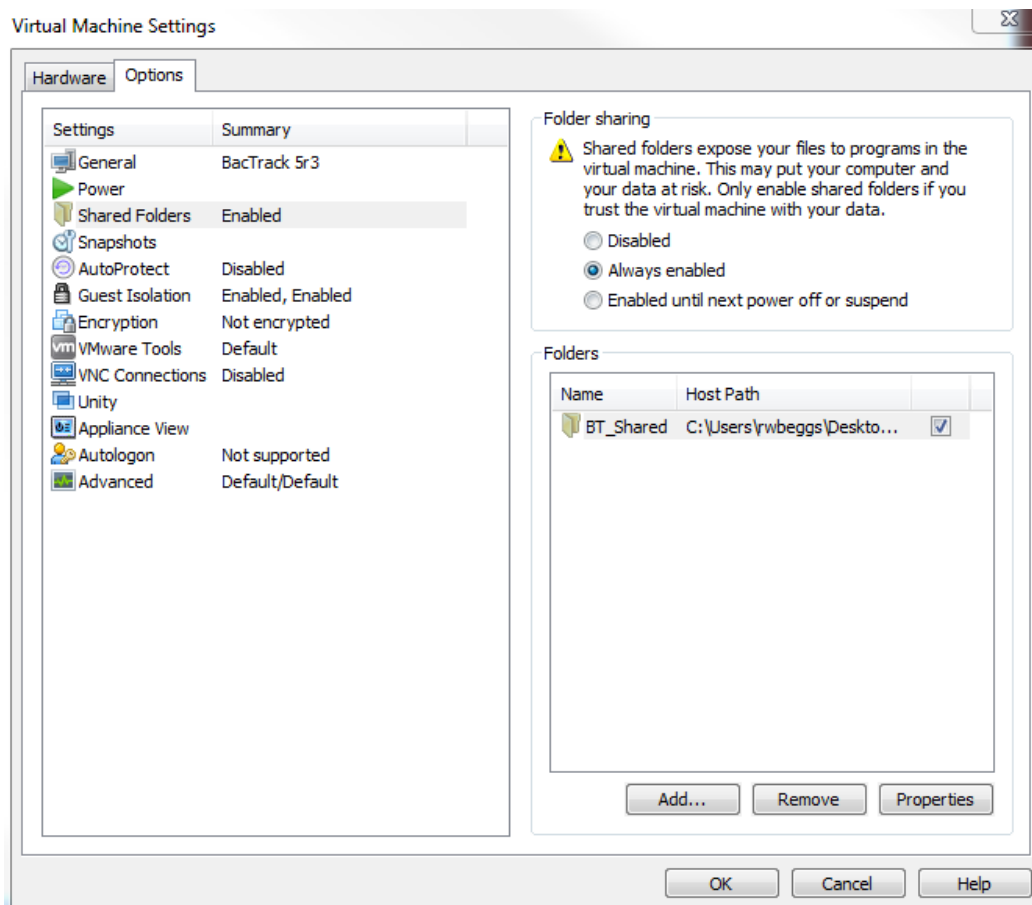 Virtual Machine Settings
Hardware Options
Settings Summary
General BacTrack 5r3
Power
Shared Folders Enabled
Snapshots
AutoProtect Disabled
Guest Isolation Enabled, Enabled
Encryption Not encrypted
vm VMware Tools Default
VNC Connections Disabled
Unity
Appliance View
Autologon Not supported
Advanced Default/Default
Folder sharing
Shared folders expose your files to programs in the
virtual machine. This may put your computer and
your data at risk. Only enable shared folders if you
trust the virtual machine with your data.
Disabled
Always enabled
Enabled until next power off or suspend
Folders
Name Host Path
BT_Shared C:\Users\rwbeggs\Deskto...
Add... Remove Properties
OK Cancel Help